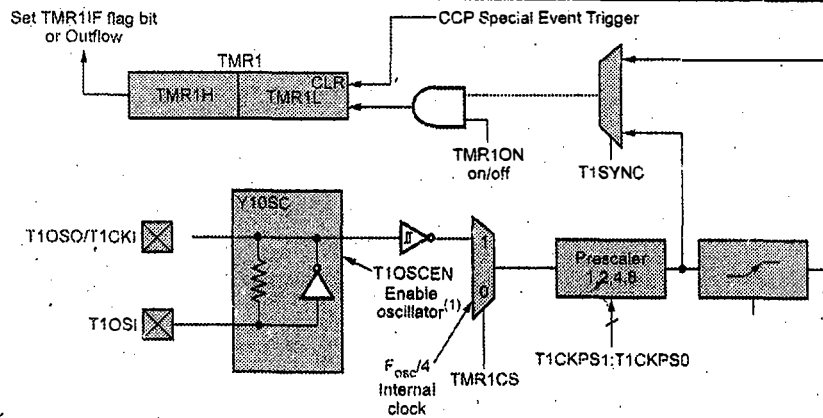 Set TMR1IF flag bit
or Outflow
CCP Special Event Trigger
TMR1
CLR
TMR1H
TMR1L
TMR1ON
on/off
T1SYNC
Y10SC
T1OSO/T1CKI
T1OSI
T1OSCEN
Enable
oscillator(1)
1
0
Fosc/4
Internal
clock
TMR1CS
Prescaler
1,2,4,8
T1CKPS1:T1CKPS0